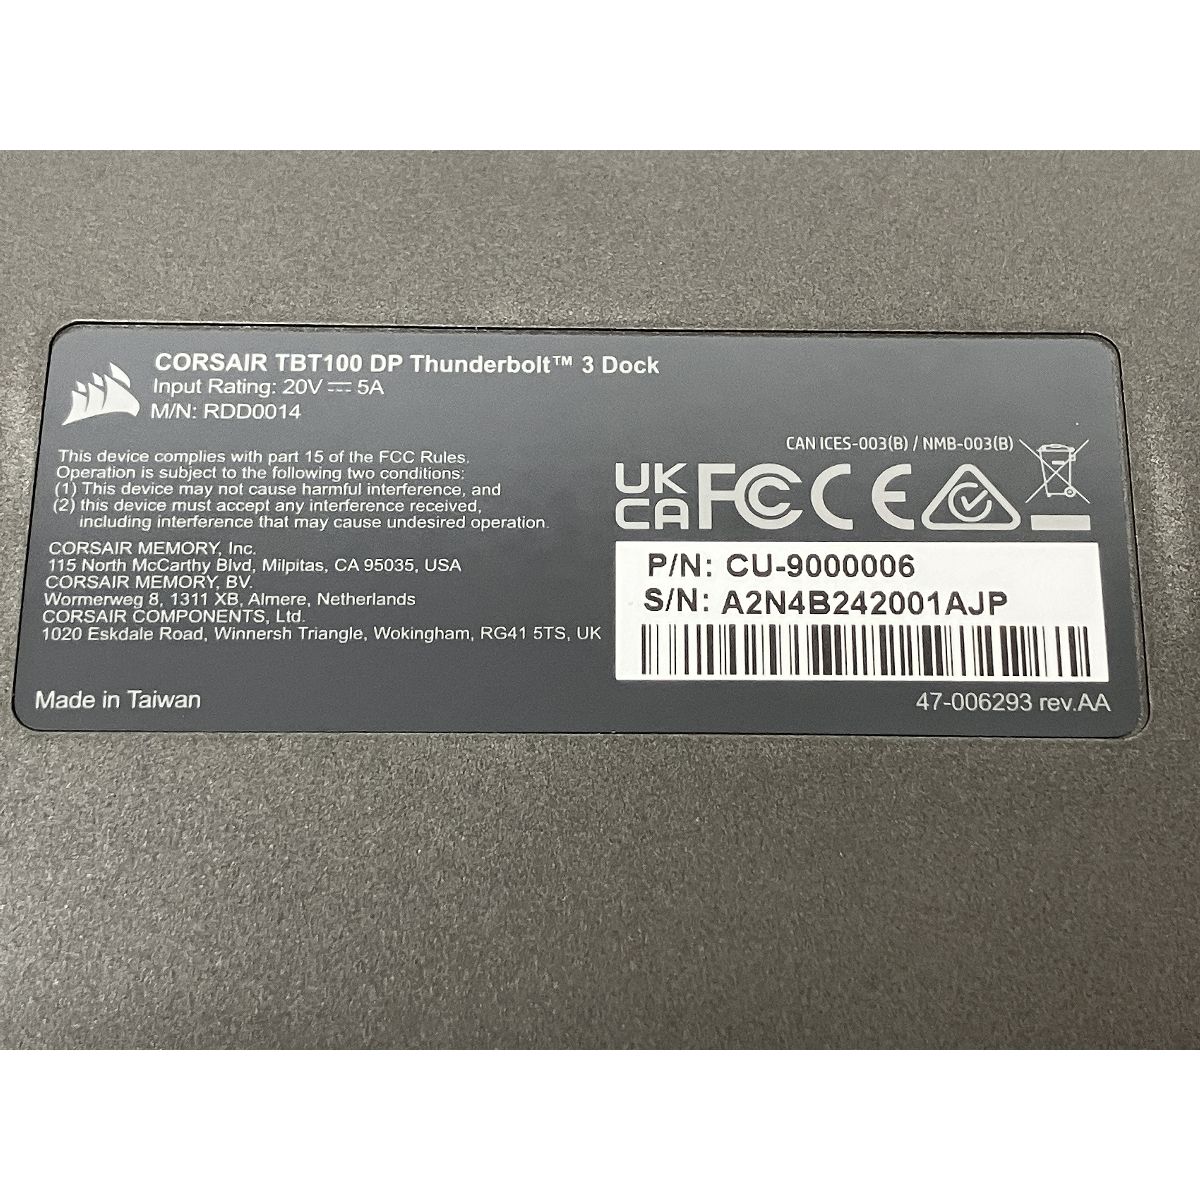 CORSAIR TBT100 DP Thunderbolt™ 3 Dock
Input Rating: 20V ⎓ 5A
M/N: RDD0014
This device complies with part 15 of the FCC Rules.
Operation is subject to the following two conditions:
(1) This device may not cause harmful interference, and
(2) this device must accept any interference received,
including interference that may cause undesired operation.
CORSAIR MEMORY, Inc.
115 North McCarthy Blvd, Milpitas, CA 95035, USA
CORSAIR MEMORY, BV.
Wormerweg 8, 1311 XB, Almere, Netherlands
CORSAIR COMPONENTS, Ltd.
1020 Eskdale Road, Winnersh Triangle, Wokingham, RG41 5TS, UK
Made in Taiwan
CAN ICES-003(B) / NMB-003(B)
UK
CA FC CE
P/N: CU-9000006
S/N: A2N4B242001AJP
47-006293 rev.AA